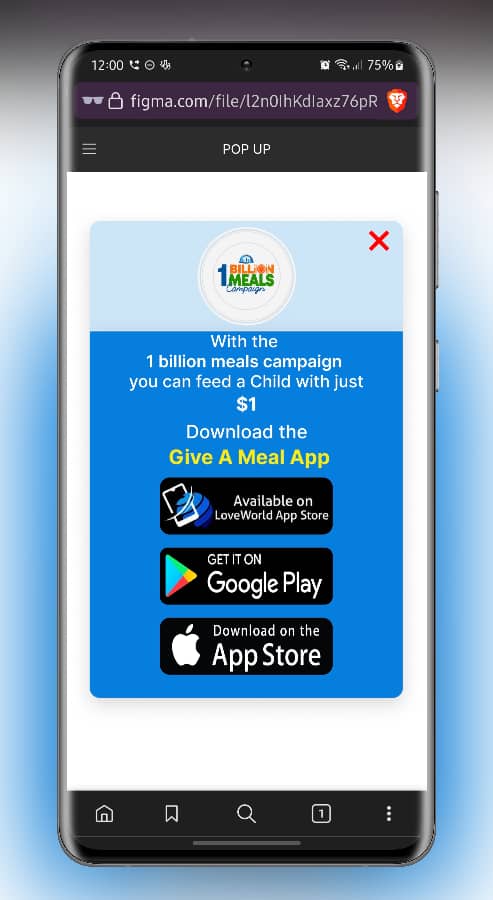 12:00
75%
figma.com/file/l2n0IhKdIaxz76pR
POP UP
1 BILLION
MEALS
Campaign
With the
1 billion meals campaign
you can feed a Child with just
$1
Download the
Give A Meal App
Available on
LoveWorld App Store
GET IT ON
Google Play
Download on the
App Store
1